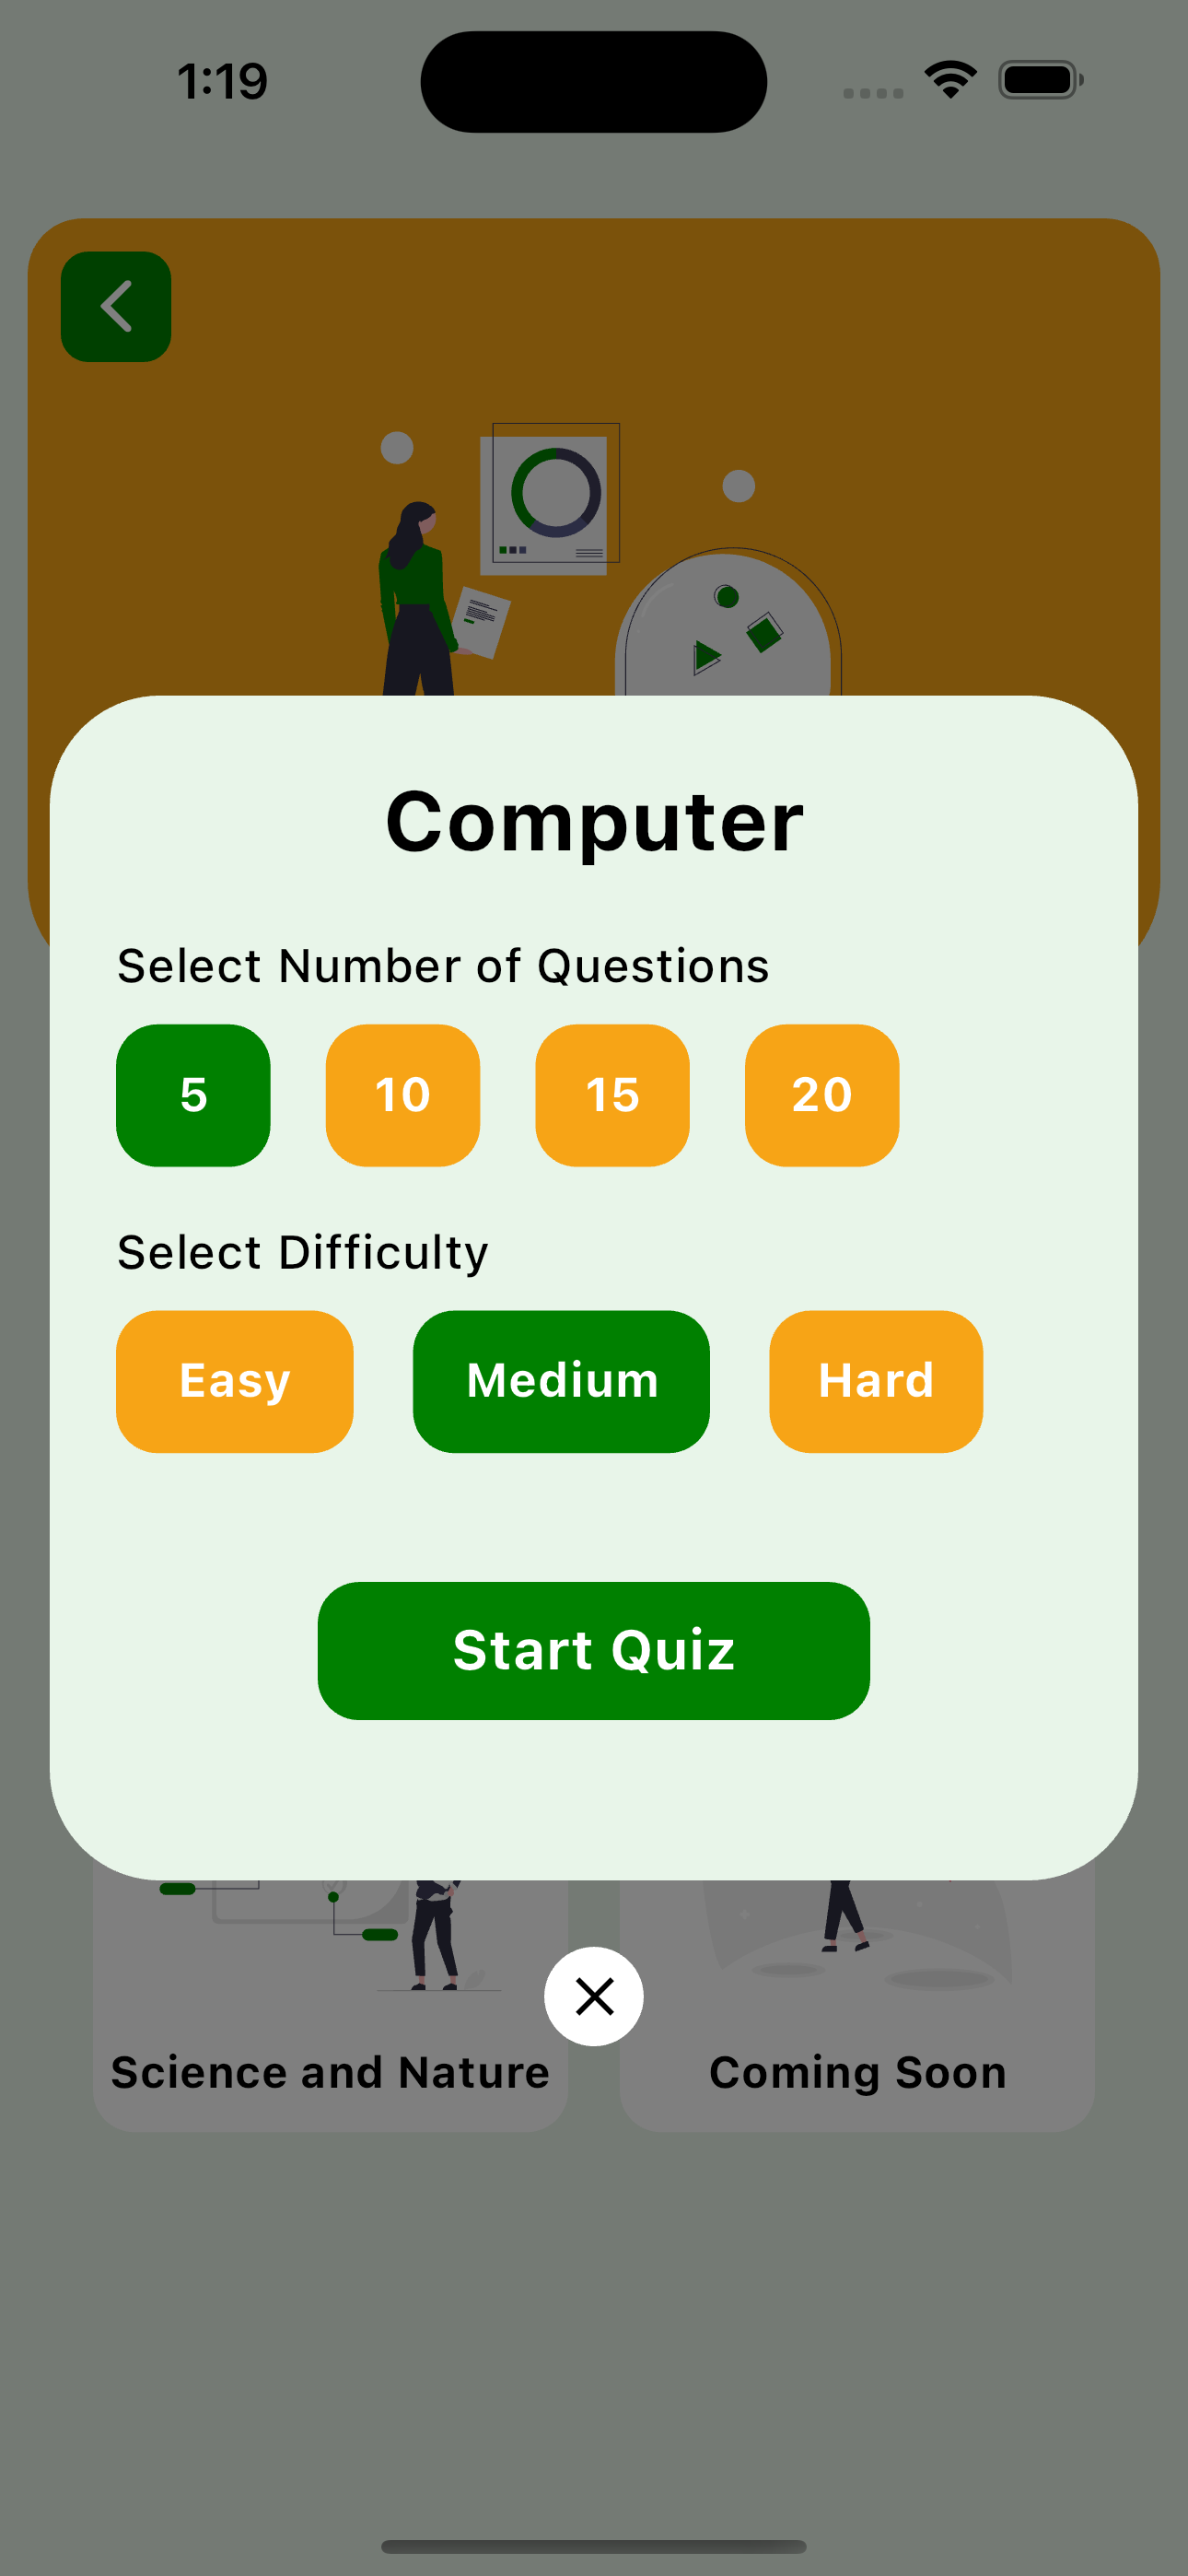 1:19
Computer
Select Number of Questions
5 10 15 20
Select Difficulty
Easy Medium Hard
Start Quiz
Science and Nature Coming Soon